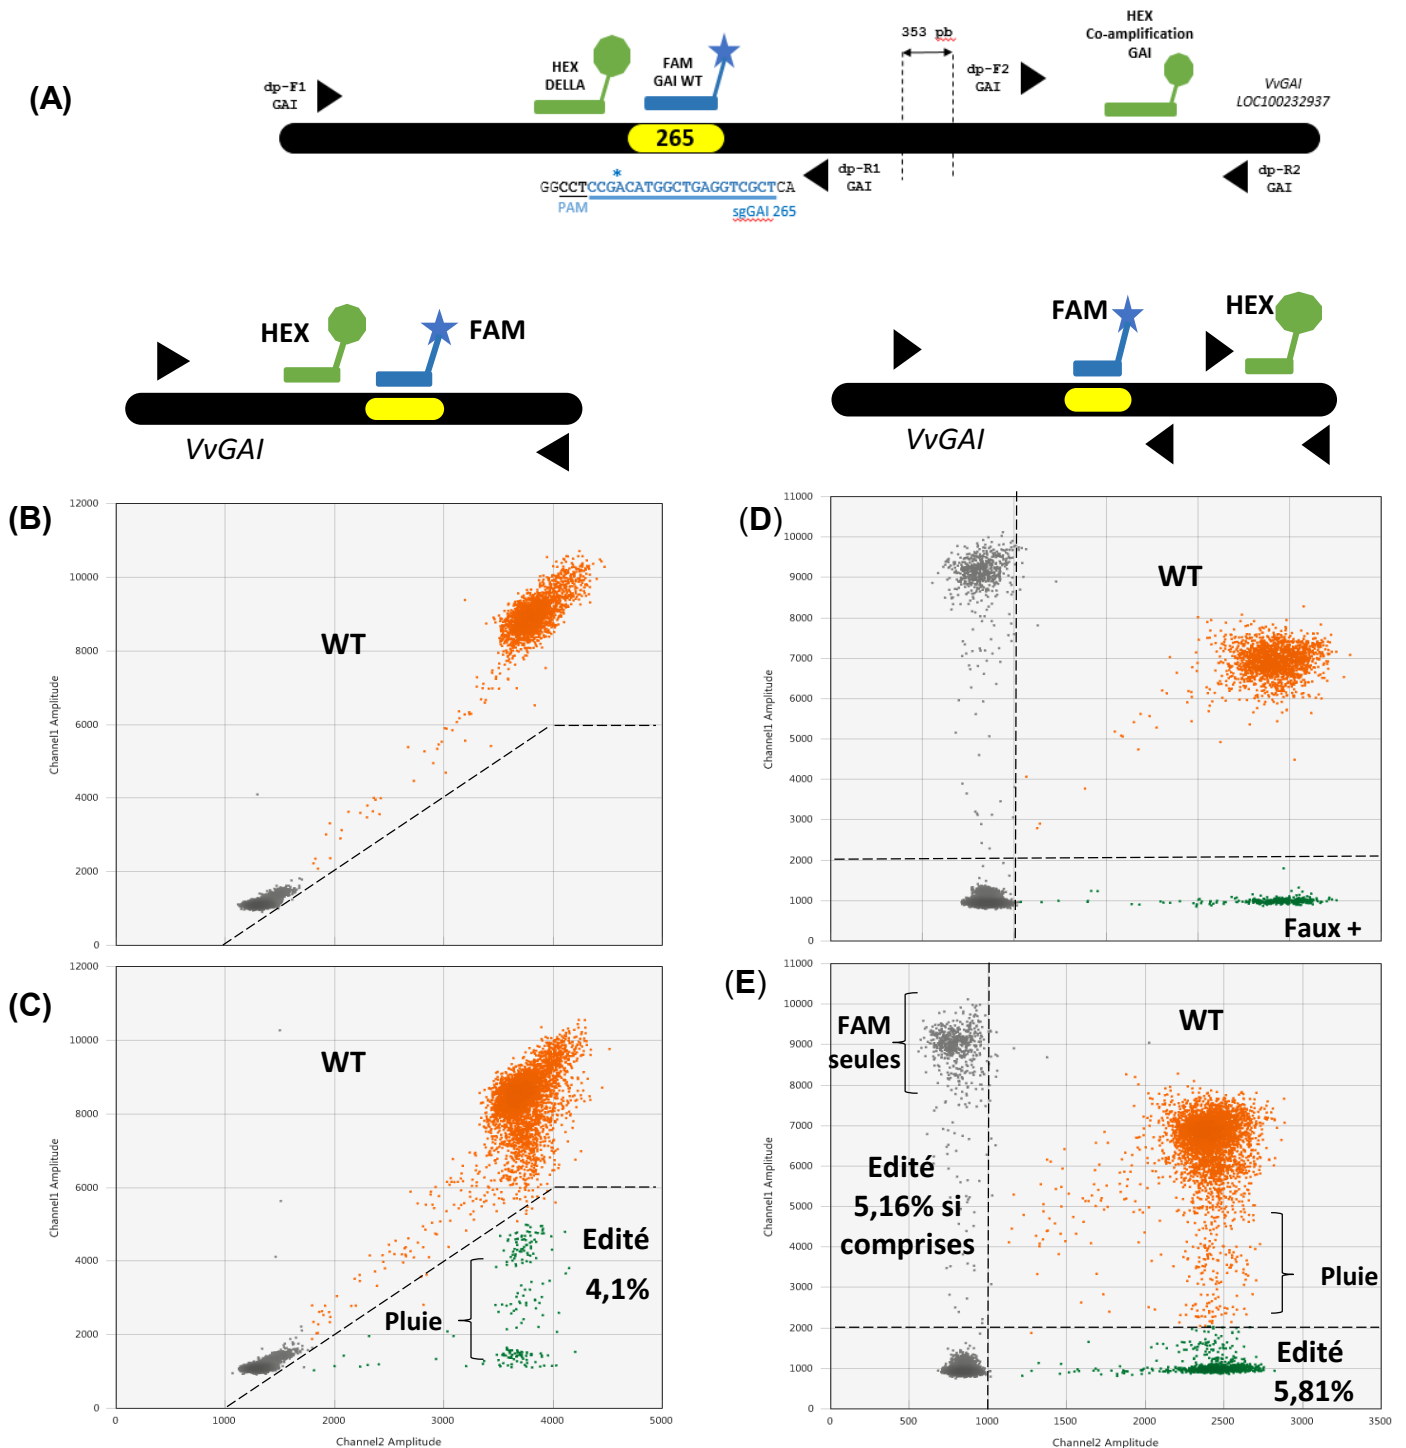 (A)
dp-F1
GAI
HEX
DELLA
FAM
GAI WT
353 pb
dp-F2
GAI
HEX
Co-amplification
GAI
VvGAI
LOC100232937
265
*
GGCCTCCGACATGGCTGAGGTCGCTCA
PAM
sgGAI 265
dp-R1
GAI
dp-R2
GAI
HEX
FAM
VvGAI
FAM
HEX
VvGAI
(B)
12000
10000
8000
6000
4000
2000
0
Channel1 Amplitude
WT
(D)
11000
10000
9000
8000
7000
6000
5000
4000
3000
2000
1000
0
Channel1 Amplitude
WT
Faux +
(C)
12000
10000
8000
6000
4000
2000
0
Channel1 Amplitude
WT
Edité
4,1%
Pluie
0
1000
2000
3000
4000
5000
Channel2 Amplitude
(E)
11000
10000
9000
8000
7000
6000
5000
4000
3000
2000
1000
0
Channel1 Amplitude
FAM
seules
WT
Edité
5,16% si
comprises
Pluie
Edité
5,81%
0
500
1000
1500
2000
2500
3000
3500
Channel2 Amplitude